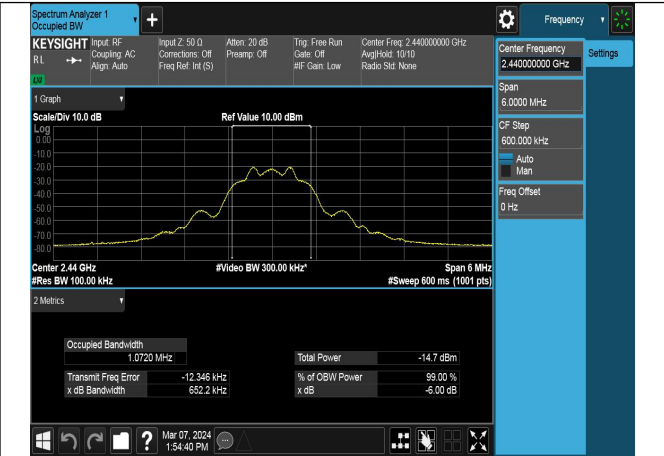 Spectrum Analyzer 1
Occupied BW
+
Frequency
KEYSIGHT
RL
Input: RF
Coupling: AC
Align: Auto
Input Z: 50 Ω
Corrections: Off
Freq Ref: Int (S)
Atten: 20 dB
Preamp: Off
Trig: Free Run
Gate: Off
#IF Gain: Low
Center Freq: 2.440000000 GHz
Avg|Hold: 10/10
Radio Std: None
1 Graph
Scale/Div 10.0 dB
Ref Value 10.00 dBm
Log
0.00
-10.0
-20.0
-30.0
-40.0
-50.0
-60.0
-70.0
-80.0
Center 2.44 GHz
#Video BW 300.00 kHz*
Span 6 MHz
#Res BW 100.00 kHz
#Sweep 600 ms (1001 pts)
2 Metrics
Occupied Bandwidth
1.0720 MHz
Total Power -14.7 dBm
Transmit Freq Error -12.346 kHz
% of OBW Power 99.00 %
x dB Bandwidth 652.2 kHz
x dB -6.00 dB
?
Mar 07, 2024
1:54:40 PM
Center Frequency
2.440000000 GHz
Settings
Span
6.0000 MHz
CF Step
600.000 kHz
Auto
Man
Freq Offset
0 Hz